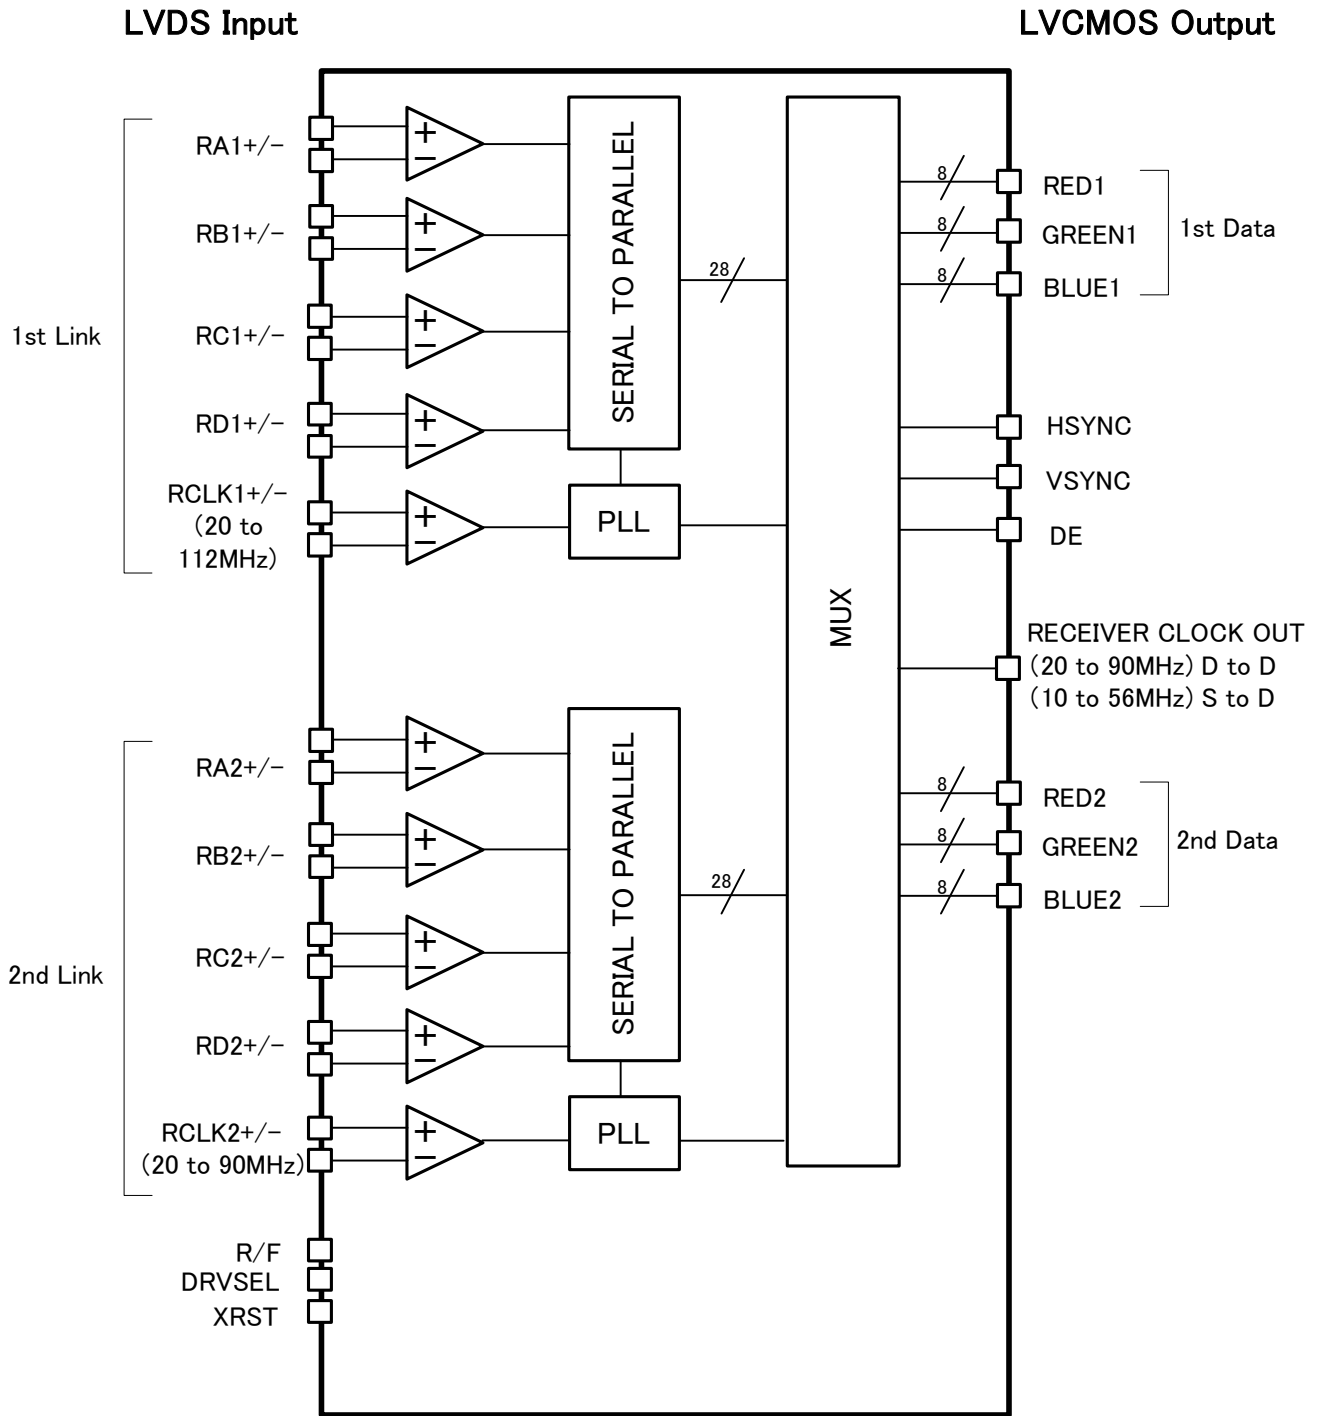 LVDS Input
LVCMOS Output
1st Link
RA1+/-
RB1+/-
RC1+/-
RD1+/-
RCLK1+/-
(20 to
112MHz)
+
-
+
-
+
-
+
-
+
-
SERIAL TO PARALLEL
PLL
28
MUX
8
RED1
8
GREEN1
8
BLUE1
1st Data
HSYNC
VSYNC
DE
RECEIVER CLOCK OUT
(20 to 90MHz) D to D
(10 to 56MHz) S to D
2nd Link
RA2+/-
RB2+/-
RC2+/-
RD2+/-
RCLK2+/-
(20 to 90MHz)
+
-
+
-
+
-
+
-
+
-
SERIAL TO PARALLEL
PLL
28
8
RED2
8
GREEN2
8
BLUE2
2nd Data
R/F
DRVSEL
XRST